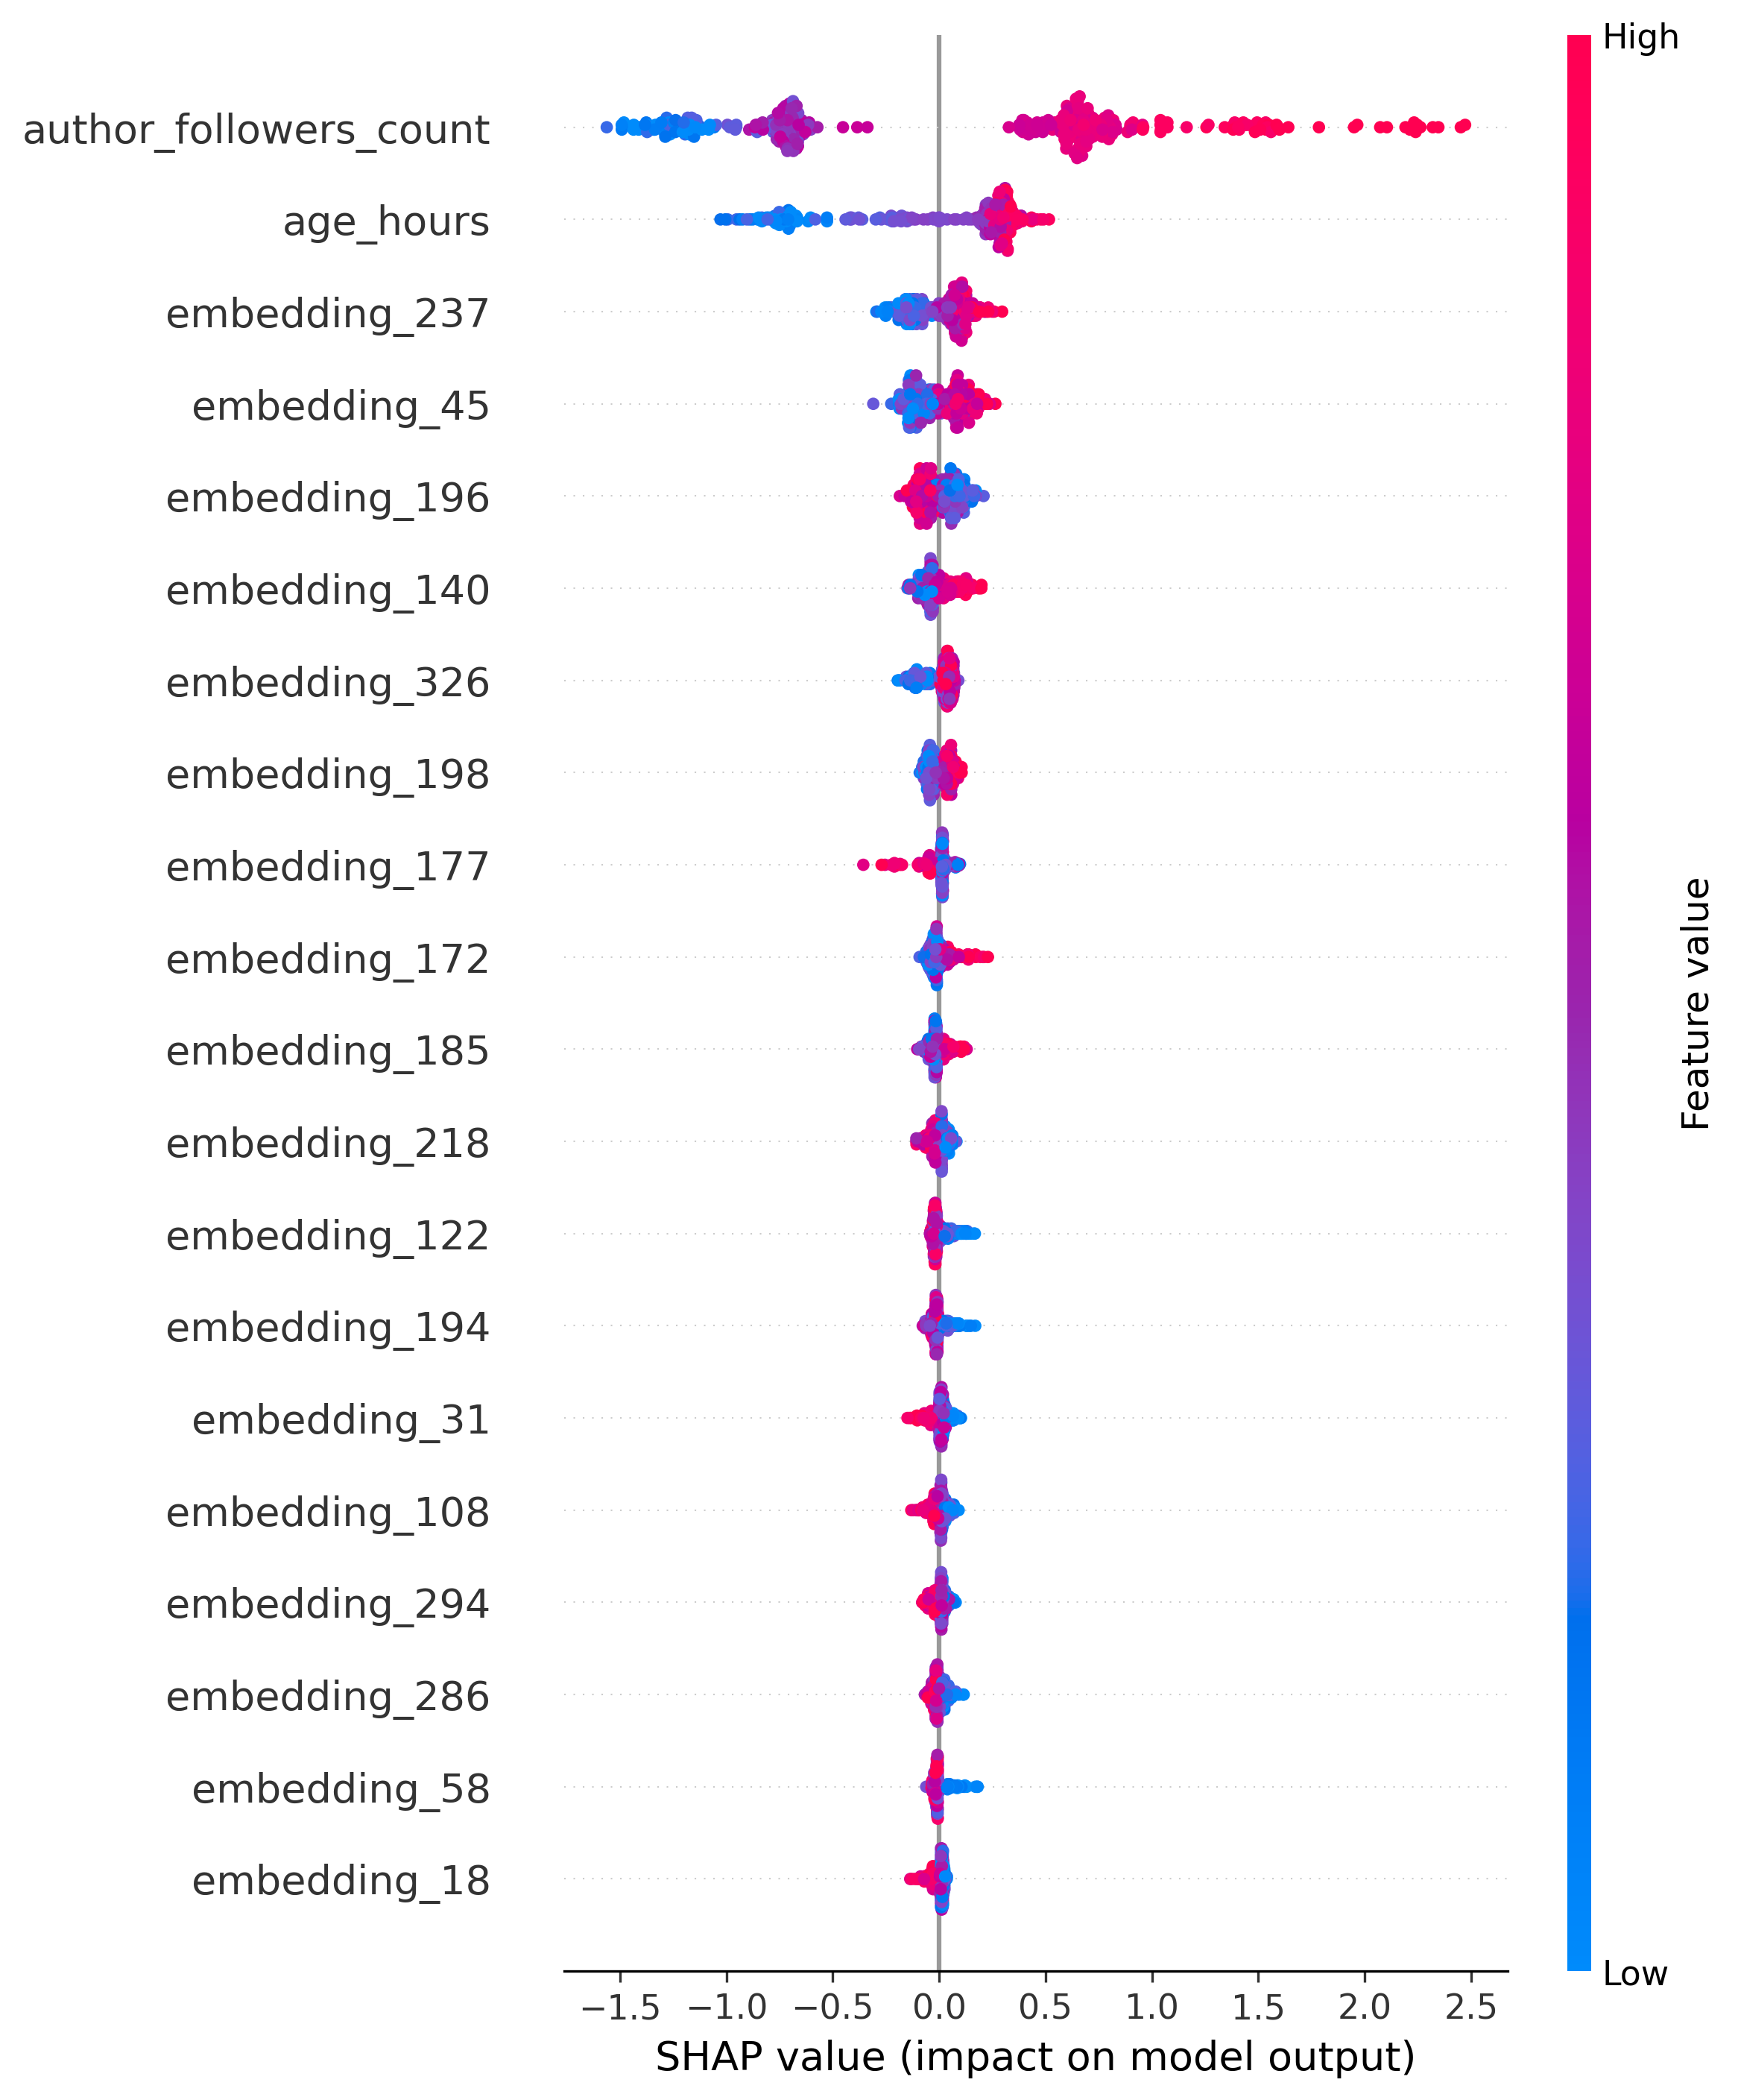 High
author_followers_count
age_hours
embedding_237
embedding_45
embedding_196
embedding_140
embedding_326
embedding_198
embedding_177
embedding_172
embedding_185
embedding_218
embedding_122
embedding_194
embedding_31
embedding_108
embedding_294
embedding_286
embedding_58
embedding_18
Feature value
Low
−1.5 −1.0 −0.5 0.0 0.5 1.0 1.5 2.0 2.5
SHAP value (impact on model output)